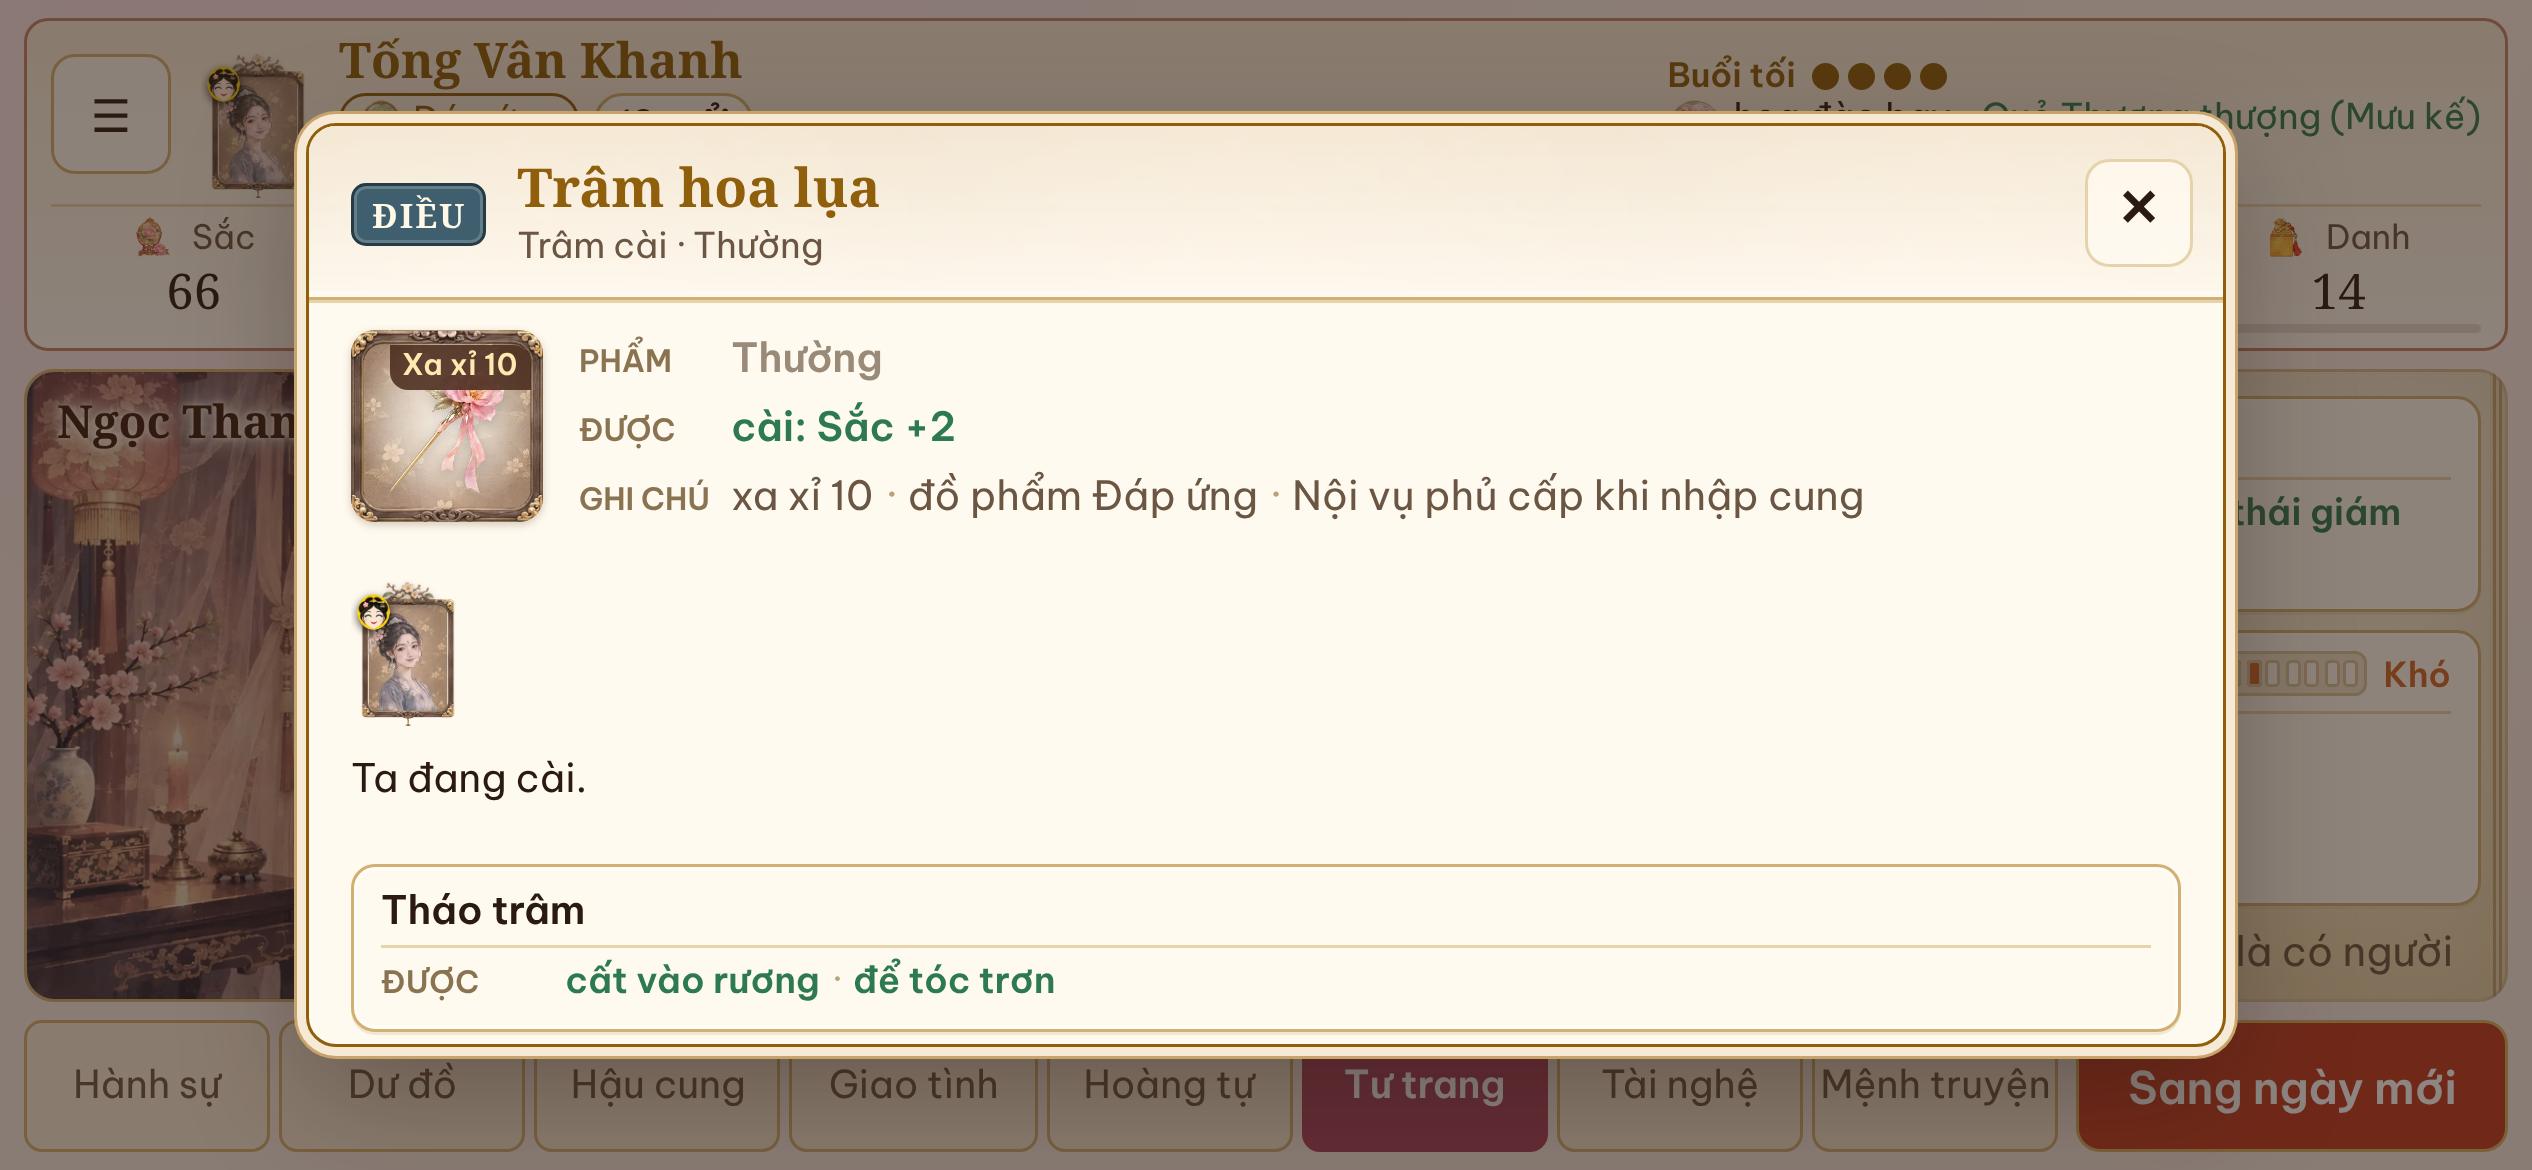 Tống Vân Khanh
Buổi tối
thượng (Mưu kế)
Sắc
66
Danh
14
ĐIỀU
Trâm hoa lụa
Trâm cài · Thường
Xa xỉ 10
PHẨM Thường
ĐƯỢC cài: Sắc +2
GHI CHÚ xa xỉ 10 · đồ phẩm Đáp ứng · Nội vụ phủ cấp khi nhập cung
Ta đang cài.
Tháo trâm
ĐƯỢC cất vào rương · để tóc trơn
Ngọc
thái giám
Khó
là có người
Hành sự
Dư đồ
Hậu cung
Giao tình
Hoàng tự
Tư trang
Tài nghệ
Mệnh truyện
Sang ngày mới